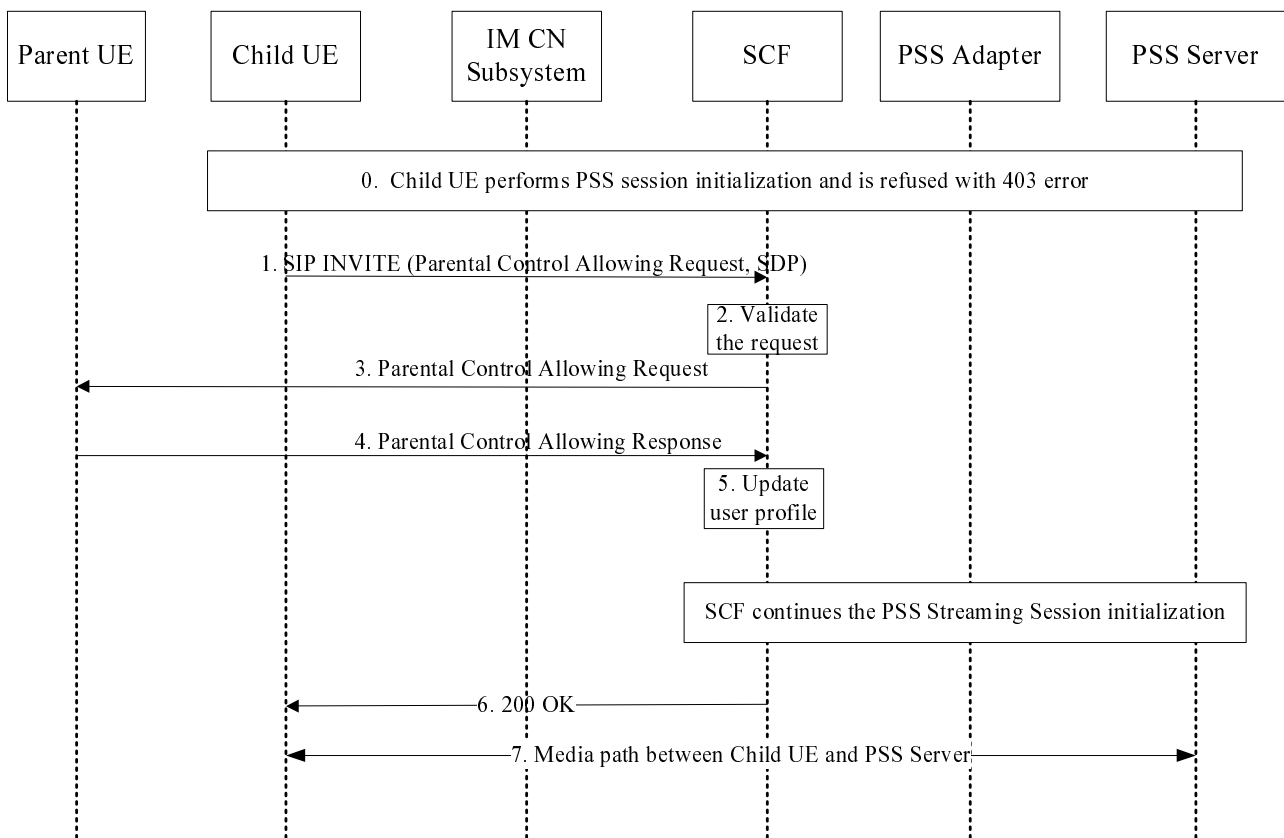 Parent UE
Child UE
IM CN
Subsystem
SCF
PSS Adapter
PSS Server
0. Child UE performs PSS session initialization and is refused with 403 error
1. SIP INVITE (Parental Control Allowing Request, SDP)
2. Validate
the request
3. Parental Control Allowing Request
4. Parental Control Allowing Response
5. Update
user profile
SCF continues the PSS Streaming Session initialization
6. 200 OK
7. Media path between Child UE and PSS Server